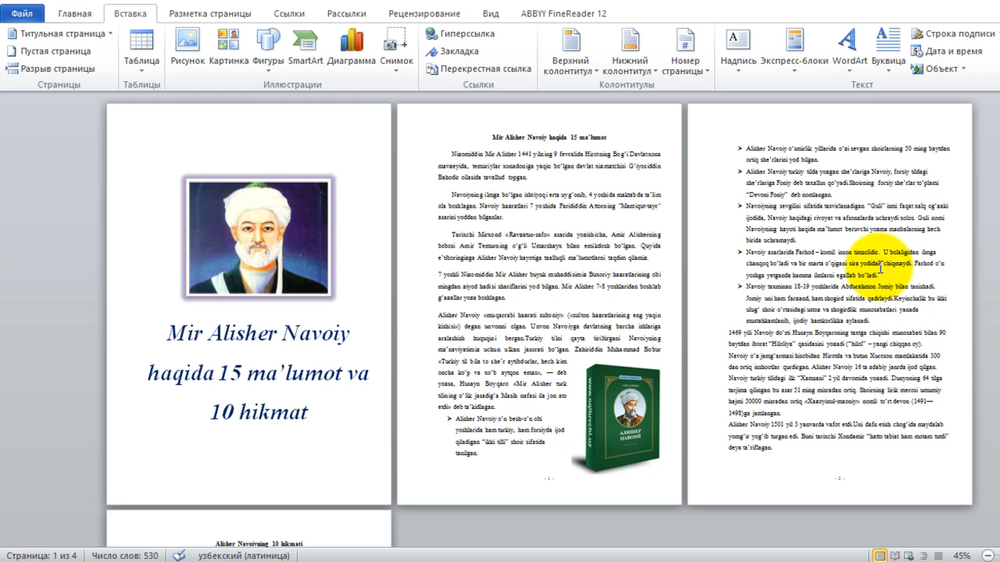 Файл Главная Вставка Разметка страницы Ссылки Рассылки Рецензирование Вид ABBYY FineReader 12
Титульная страница
Пустая страница
Разрыв страницы
Страницы
Таблица
Таблицы
Рисунок Картинка Фигуры SmartArt Диаграмма Снимок
Иллюстрации
Гиперссылка
Закладка
Перекрестная ссылка
Ссылки
Верхний колонтитул
Нижний колонтитул
Номер страницы
Колонтитулы
Надпись Экспресс-блоки WordArt Буквица
Строка подписи
Дата и время
Объект
Текст
Mir Alisher Navoiy
haqida 15 ma’lumot va
10 hikmat
Mir Alisher Navoiy haqida 15 ma’lumot
Nizomiddin Mir Alisher 1441 yilning 9 fevralida Hirotning Bog‘i Davlatxona
mavzeyida, temuriylar xonadoniga yaqin bo‘lgan davlat xizmatchisi G‘iyosiddin
Bahodir oilasida tavallud topgan.
Navoiyning ilmga bo‘lgan ishtiyoqi erta uyg‘onib, 4 yoshida maktabda ta’lim
ola boshlagan. Navoiy hazratlari 7 yoshida Farididdin Attorning “Mantiqut-tayr”
asarini yoddan bilganlar.
Tarixchi Mirxond «Ravzatus-safo» asarida yozishicha, Amir Alisherning
bobosi Amir Temurning o‘g‘li Umarshayx bilan emikdosh bo‘lgan. Quyida
e’tiboringizga Alisher Navoiy hayotiga taalluqli ma’lumotlarni taqdim qilamiz.
7 yoshli Nizomiddin Mir Alisher buyuk muhaddisimiz Buxoriy hazratlarining olti
mingdan ziyod hadisi shariflarini yod bilgan. Mir Alisher 7-8 yoshlaridan boshlab
g‘azallar yoza boshlagan.
Alisher Navoiy «muqarrabi hazrati sultoniy» («sulton hazratlarining eng yaqin
kishisi») degan unvonni olgan. Unvon Navoiyga davlatning barcha ishlariga
aralashish huquqini bergan.Turkiy tilni qayta tiriltirgani Navoiyning
ma’naviyatimiz uchun ulkan jasorati bo‘lgan. Zahiriddin Muhammad Bobur
«Turkiy til bila to she’r aytibdurlar, hech kim
oncha ko‘p va xo‘b aytqon emas», — deb
yozsa, Husayn Boyqaro «Mir Alisher turk
tilining o‘lik jasadig‘a Masih nafasi ila jon ato
etdi» deb ta’kidlagan.
➢ Alisher Navoiy o‘n besh-o‘n olti
yoshlarida ham turkiy, ham forsiyda ijod
qiladigan “ikki tilli” shoir sifatida
tanilgan.
www.oqituvchi.uz
АЛИШЕР
НАВОИЙ
- 1 -
➢ Alisher Navoiy o‘smirlik yillarida o‘zi sevgan shoirlarning 50 ming baytdan
ortiq she’rlarini yod bilgan.
➢ Alisher Navoiy turkiy tilda yozgan she’rlariga Navoiy, forsiy tildagi
she’rlariga Foniy deb taxallus qo‘yadi.Shoirning forsiy she’rlar to‘plami
“Devoni Foniy” deb nomlangan.
➢ Navoiyning sevgilisi sifatida tasvirlanadigan “Guli” ismi faqat xalq og‘zaki
ijodida, Navoiy haqidagi rivoyat va afsonalarda uchraydi xolos. Guli nomi
Navoiyning hayoti haqida ma’lumot beruvchi yozma manbalarning hech
birida uchramaydi.
➢ Navoiy asarlarida Farhod – komil inson timsolidir. U bolaligidan ilmga
chanqoq bo‘ladi va bir marta o‘qigani sira yodidan chiqmaydi. Farhod o‘n
yoshga yetganda hamma ilmlarni egallab bo‘ladi.
➢ Navoiy taxminan 18-19 yoshlarida Abdurahmon Jomiy bilan tanishadi.
Jomiy uni ham farzand, ham shogird sifatida qadrlaydi.Keyinchalik bu ikki
ulug‘ shoir o‘rtasidagi ustoz va shogirdlik munosabatlari yanada
mustahkamlanib, ijodiy hamkorlikka aylanadi.
1469 yili Navoiy do‘sti Husayn Boyqaroning taxtga chiqishi munosabati bilan 90
baytdan iborat “Hiloliya” qasidasini yozadi (“hilol” – yangi chiqqan oy).
Navoiy o‘z jamg‘armasi hisobidan Hirotda va butun Xuroson mamlakatida 300
dan ortiq inshootlar qurdirgan. Alisher Navoiy 16 ta adabiy janrda ijod qilgan.
Navoiy turkiy tilidagi ilk “Xamsani” 2 yil davomida yozadi. Dunyoning 64 tilga
tarjima qilingan bu asar 51 ming misradan ortiq. Shoirning lirik merosi umumiy
hajmi 50000 misradan ortiq «Xazoyinul-maoniy» nomli to‘rt devon (1491—
1498)ga jamlangan.
Alisher Navoiy 1501 yil 3 yanvarda vafot etdi.Uni dafn etish chog‘ida maydalab
yomg‘ir yog‘ib turgan edi. Buni tarixchi Xondamir “hatto tabiat ham motam tutdi”
deya ta’riflagan.
- 2 -
Alisher Navoiyning 10 hikmati
Страница: 1 из 4 Число слов: 530 узбекский (латиница) 45%